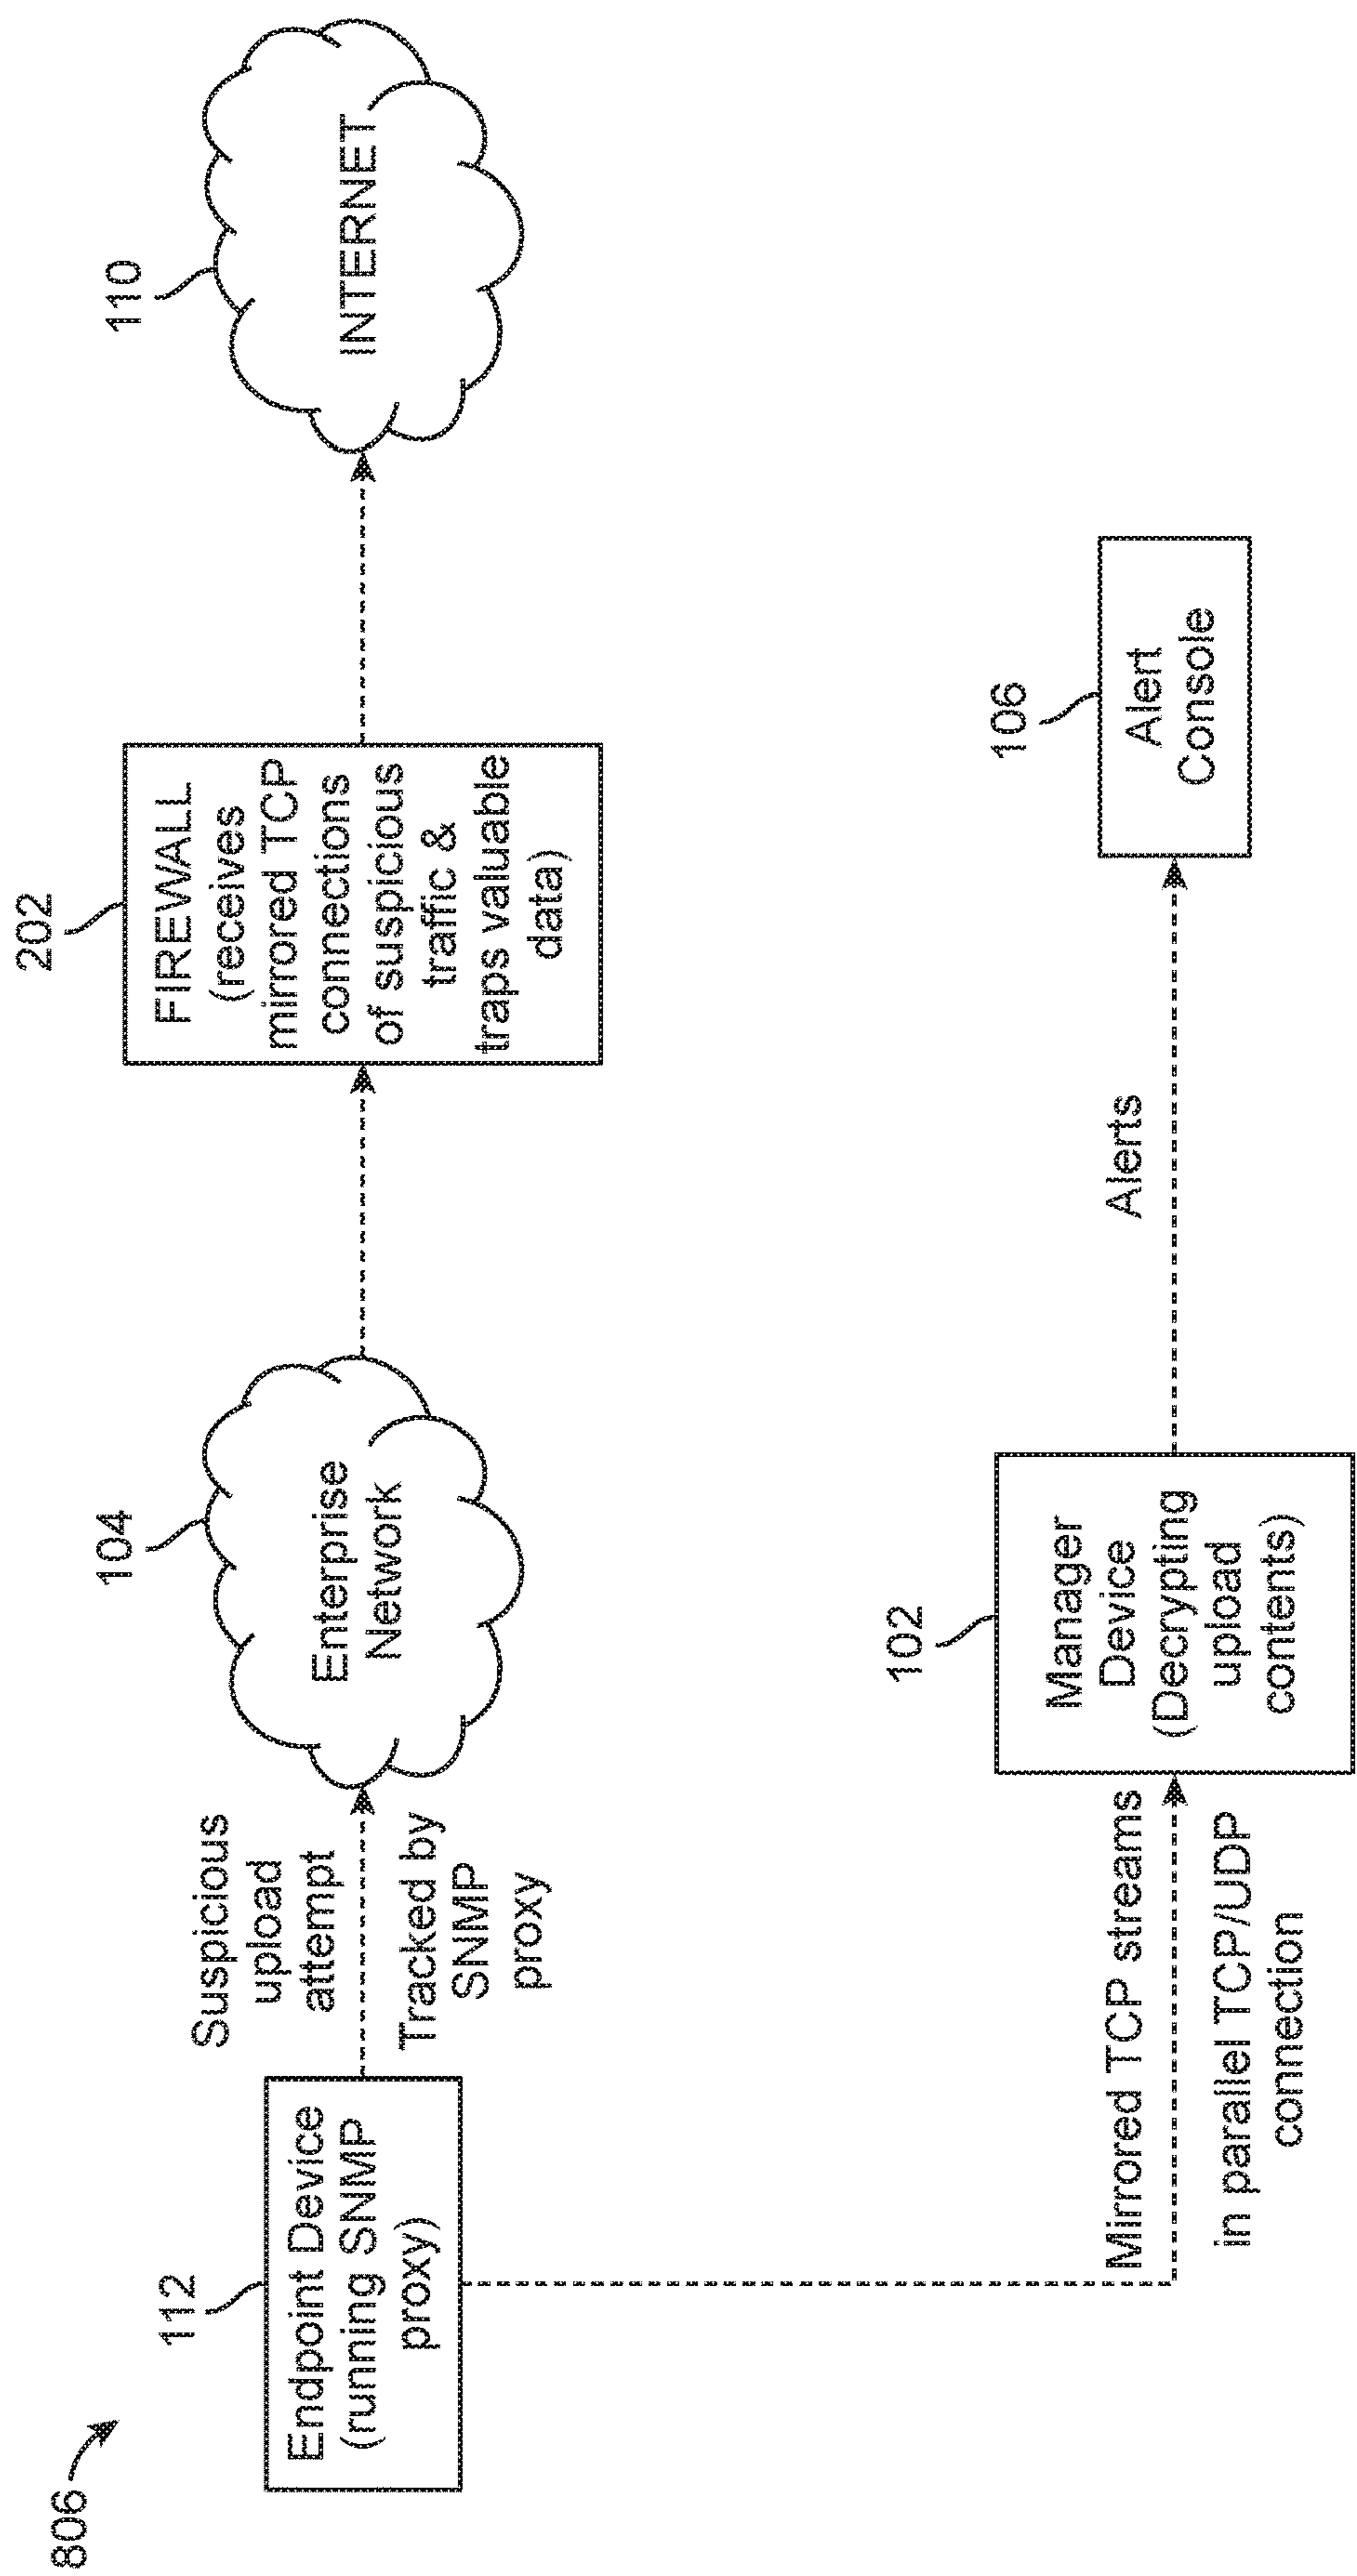 806
112
Endpoint Device
(running SNMP
proxy)
Suspicious
upload
attempt
Tracked by
SNMP
proxy
104
Enterprise
Network
202
FIREWALL
(receives
mirrored TCP
connections
of suspicious
traffic &
traps valuable
data)
110
INTERNET
Mirrored TCP streams
in parallel TCP/UDP
connection
102
Manager
Device
(Decrypting
upload
contents)
Alerts
106
Alert
Console